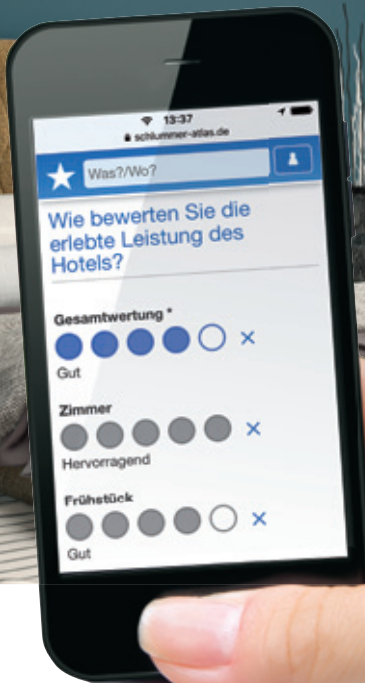 13:37
schlummer-atlas.de
Was?/Wo?
Wie bewerten Sie die
erlebte Leistung des
Hotels?
Gesamtwertung *
Gut
Zimmer
Hervorragend
Frühstück
Gut